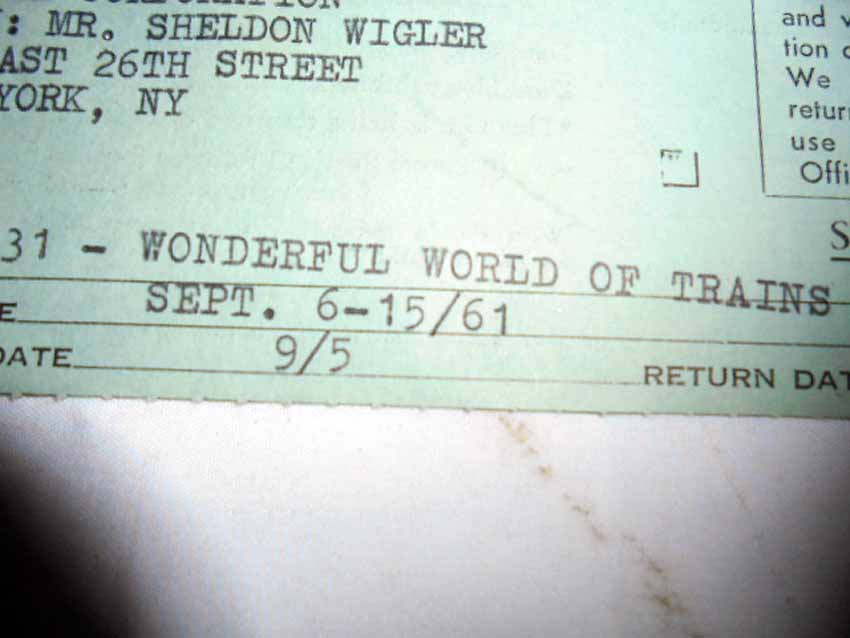 CORPORATION
: MR. SHELDON WIGLER
AST 26TH STREET
YORK, NY
and
tion
We
retur
use
Offi
S
31 - WONDERFUL WORLD OF TRAINS
E SEPT. 6-15/61
DATE 9/5 RETURN DAT